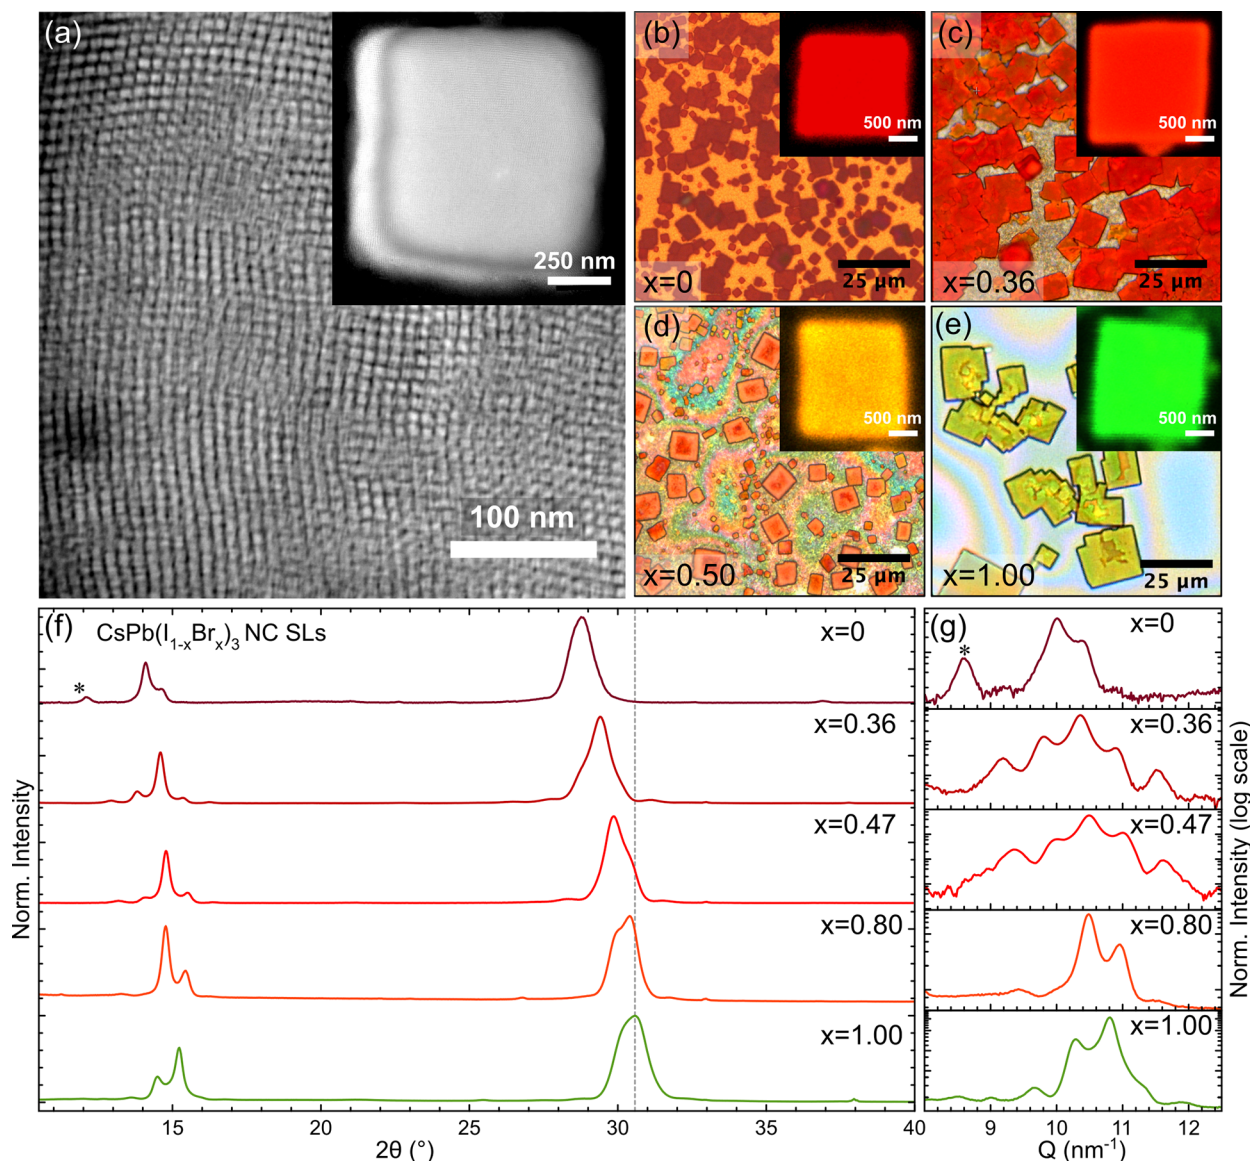 (a)
250 nm
100 nm
(b)
500 nm
25 µm
x=0
(c)
500 nm
25 µm
x=0.36
(d)
500 nm
25 µm
x=0.50
(e)
500 nm
25 µm
x=1.00
(f)
CsPb(I1-xBrx)3 NC SLs
x=0
*
x=0.36
x=0.47
x=0.80
x=1.00
Norm. Intensity
15 20 25 30 35 40
2θ (°)
(g)
x=0
*
x=0.36
x=0.47
x=0.80
x=1.00
Norm. Intensity (log scale)
9 10 11 12
Q (nm-1)